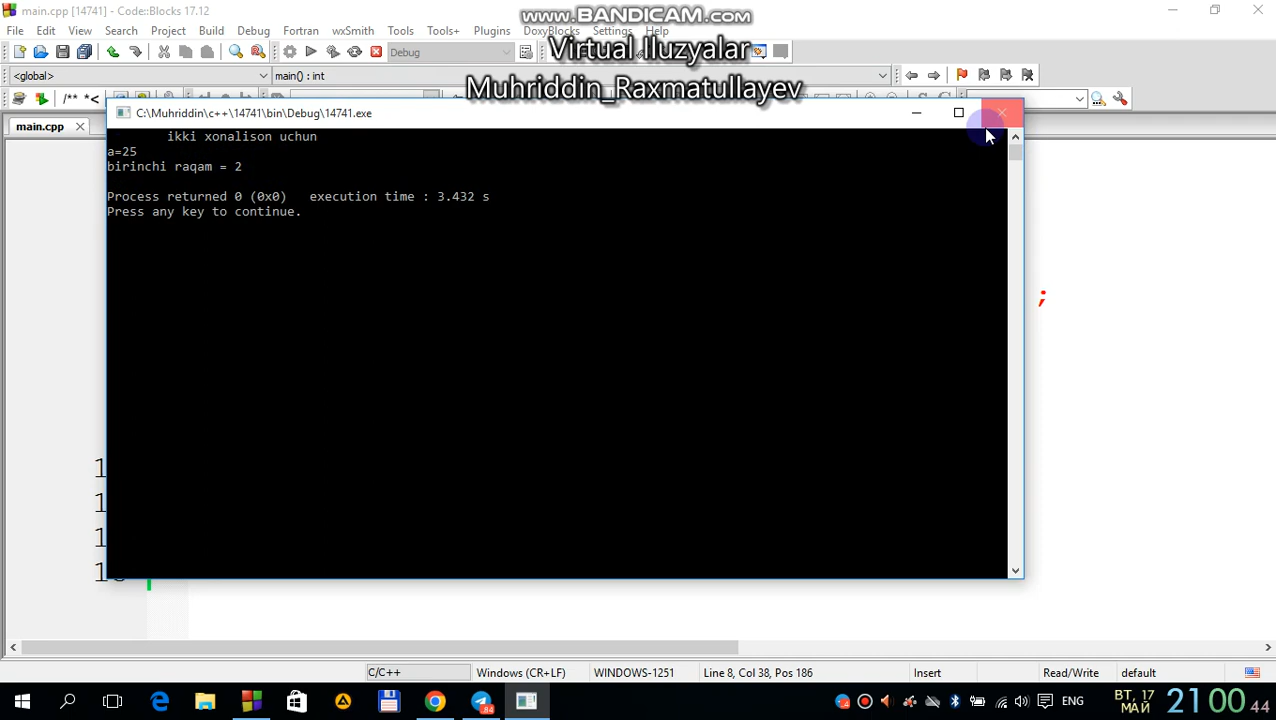 main.cpp [14741] - Code::Blocks 17.12
www.BANDICAM.com
File Edit View Search Project Build Debug Fortran wxSmith Tools Tools+ Plugins DoxyBlocks Settings Help
Debug
Virtual Iluzyalar
<global>
main() : int
Muhriddin_Raxmatullayev
/** *<
main.cpp
C:\Muhriddin\c++\14741\bin\Debug\14741.exe
ikki xonalison uchun
a=25
birinchi raqam = 2
Process returned 0 (0x0)   execution time : 3.432 s
Press any key to continue.
;
1
1
1
C/C++
Windows (CR+LF)
WINDOWS-1251
Line 8, Col 38, Pos 186
Insert
Read/Write
default
84
ENG
ВТ, 17
МАЙ
21 00 44